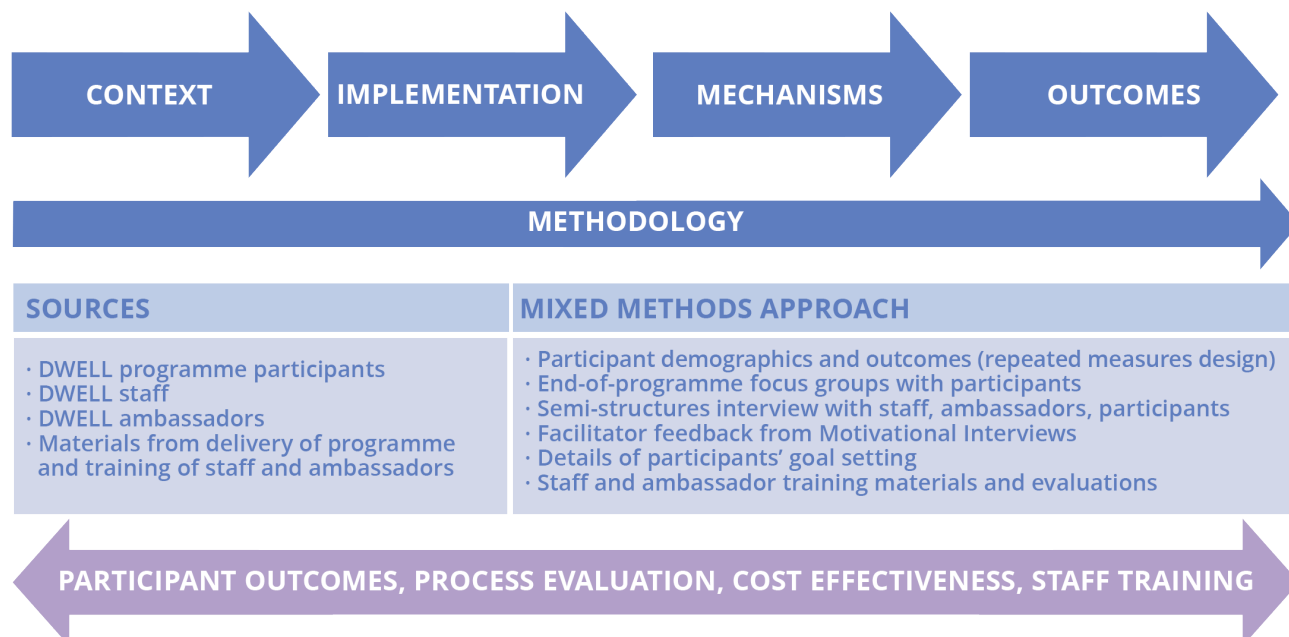 CONTEXT
IMPLEMENTATION
MECHANISMS
OUTCOMES
METHODOLOGY
SOURCES
· DWELL programme participants
· DWELL staff
· DWELL ambassadors
· Materials from delivery of programme
and training of staff and ambassadors
MIXED METHODS APPROACH
· Participant demographics and outcomes (repeated measures design)
· End-of-programme focus groups with participants
· Semi-structures interview with staff, ambassadors, participants
· Facilitator feedback from Motivational Interviews
· Details of participants’ goal setting
· Staff and ambassador training materials and evaluations
PARTICIPANT OUTCOMES, PROCESS EVALUATION, COST EFFECTIVENESS, STAFF TRAINING